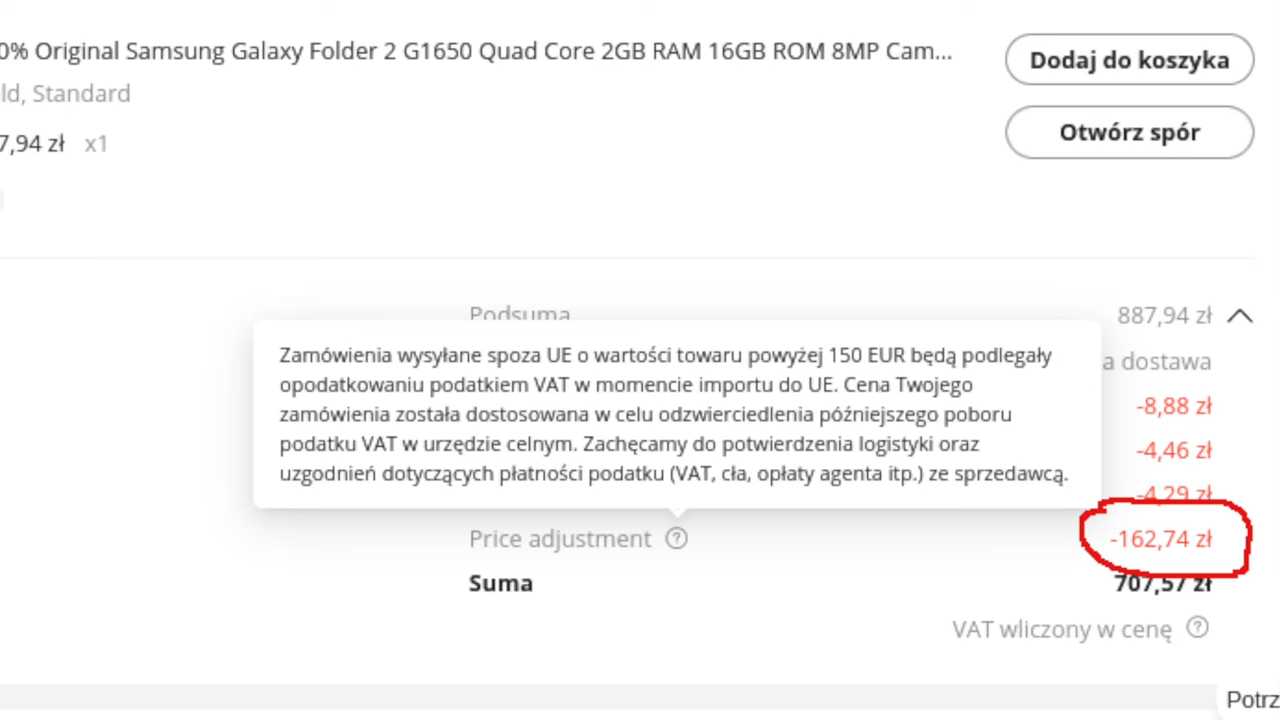 0% Original Samsung Galaxy Folder 2 G1650 Quad Core 2GB RAM 16GB ROM 8MP Cam...
Dodaj do koszyka
ld, Standard
Otwórz spór
7,94 zł x1
Podsuma 887,94 zł
a dostawa
Zamówienia wysyłane spoza UE o wartości towaru powyżej 150 EUR będą podlegały
opodatkowaniu podatkiem VAT w momencie importu do UE. Cena Twojego
zamówienia została dostosowana w celu odzwierciedlenia późniejszego poboru
podatku VAT w urzędzie celnym. Zachęcamy do potwierdzenia logistyki oraz
uzgodnień dotyczących płatności podatku (VAT, cła, opłaty agenta itp.) ze sprzedawcą.
-8,88 zł
-4,46 zł
-4,29 zł
Price adjustment ? -162,74 zł
Suma 707,57 zł
VAT wliczony w cenę ?
Potrz